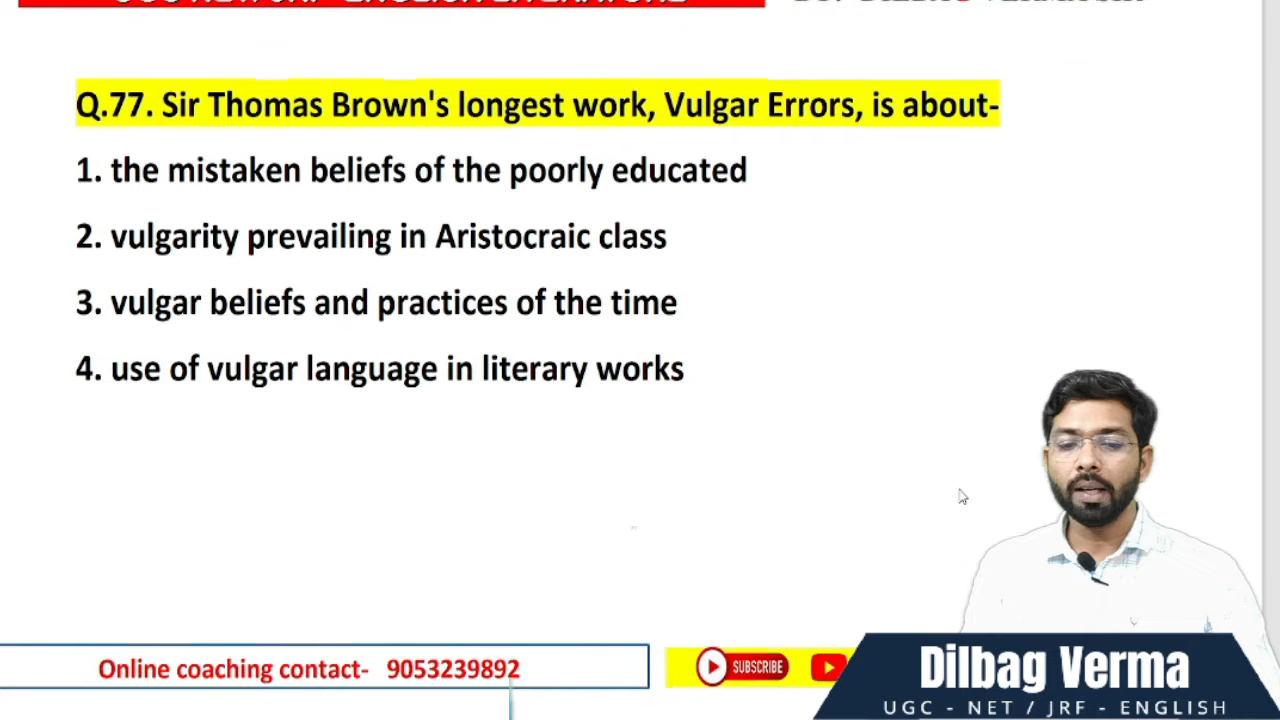 Q.77. Sir Thomas Brown's longest work, Vulgar Errors, is about-
1. the mistaken beliefs of the poorly educated
2. vulgarity prevailing in Aristocraic class
3. vulgar beliefs and practices of the time
4. use of vulgar language in literary works
Online coaching contact- 9053239892
SUBSCRIBE
Dilbag Verma
UGC - NET / JRF - ENGLISH